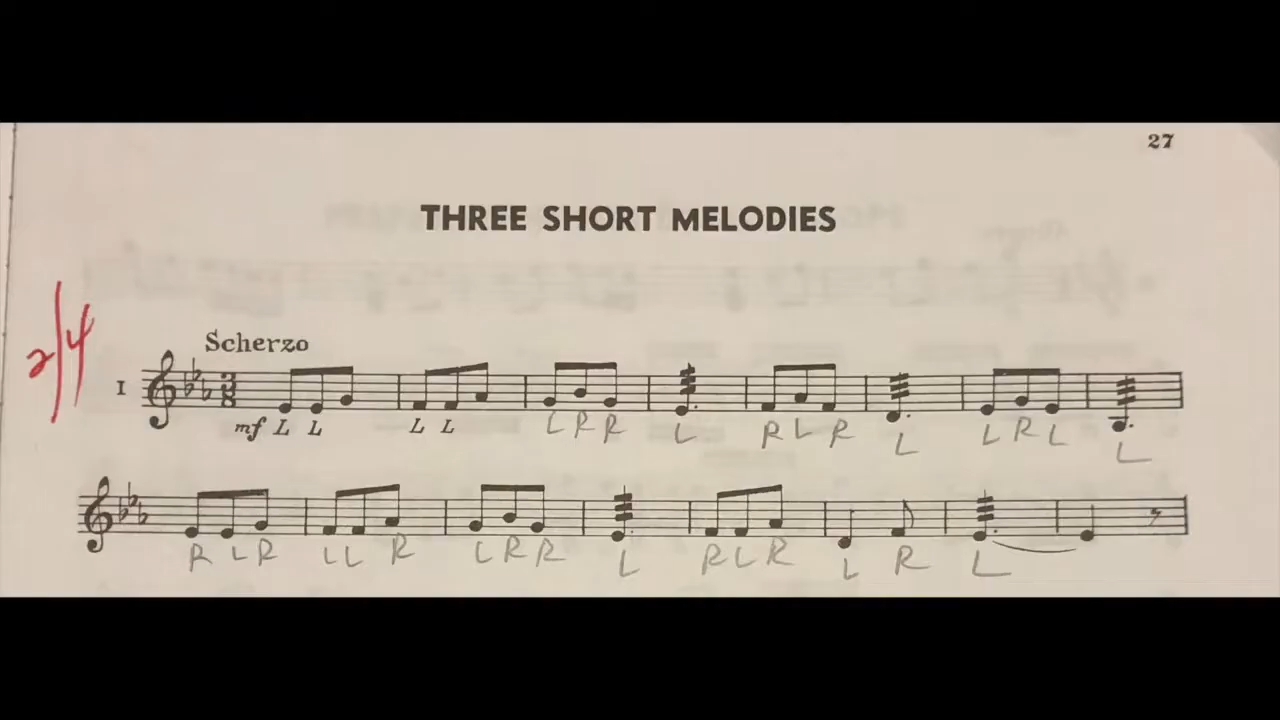 27
THREE SHORT MELODIES
2/4
Scherzo
I
3
8
mf L L L L L R R L R L R L L R L L
R L R L L R L R R L R L R L R L